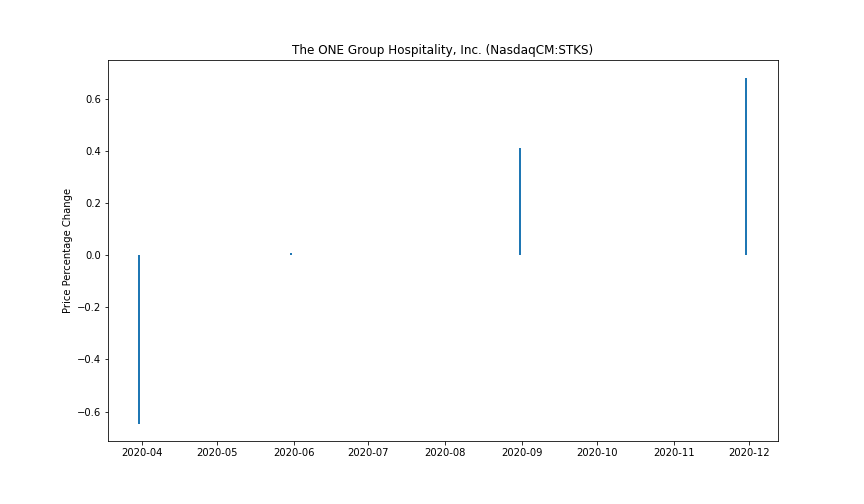 The ONE Group Hospitality, Inc. (NasdaqCM:STKS)
Price Percentage Change
0.6
0.4
0.2
0.0
−0.2
−0.4
−0.6
2020-04 2020-05 2020-06 2020-07 2020-08 2020-09 2020-10 2020-11 2020-12